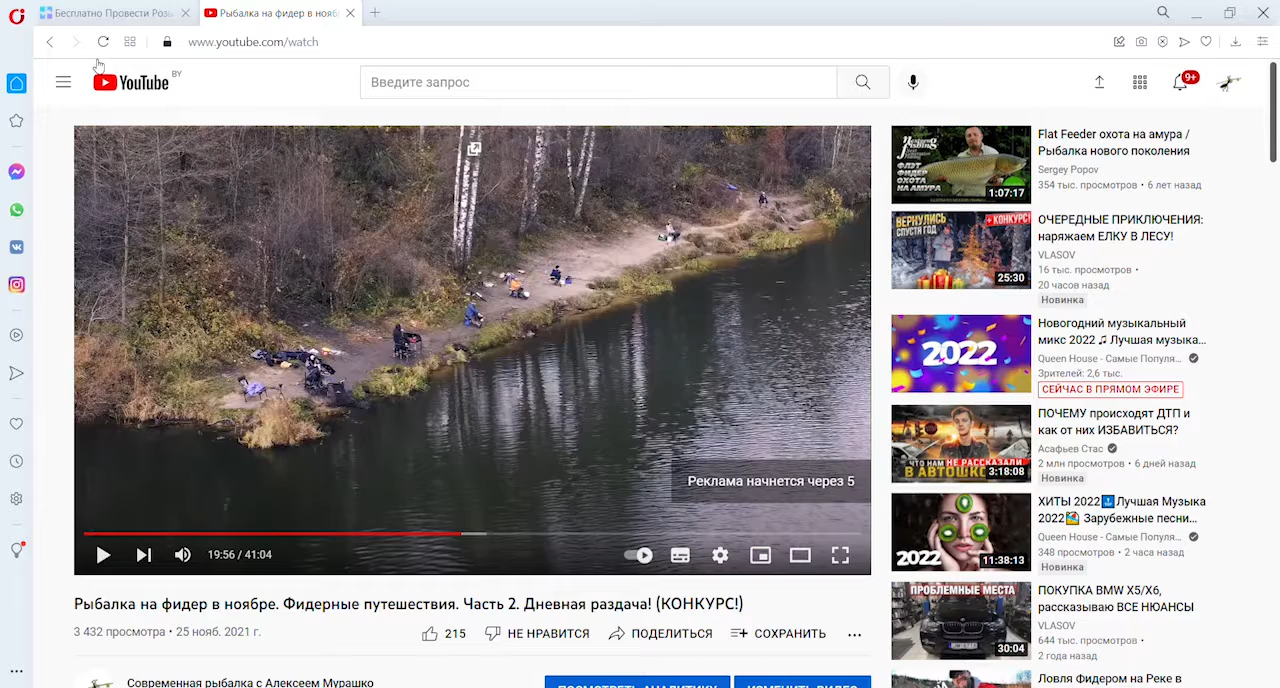 Бесплатно Провести Розы
Рыбалка на фидер в нояб
www.youtube.com/watch
YouTube BY
Введите запрос
9+
Реклама начнется через 5
19:56 / 41:04
Рыбалка на фидер в ноябре. Фидерные путешествия. Часть 2. Дневная раздача! (КОНКУРС!)
3 432 просмотра • 25 нояб. 2021 г.
215
НЕ НРАВИТСЯ
ПОДЕЛИТЬСЯ
СОХРАНИТЬ
Современная рыбалка с Алексеем Мурашко
ПОСМОТРЕТЬ АНАЛИТИКУ
ИЗМЕНИТЬ ВИДЕО
ФЛЭТ
ФИДЕР
ОХОТА
НА АМУРА
1:07:17
Flat Feeder охота на амура /
Рыбалка нового поколения
Sergey Popov
354 тыс. просмотров • 6 лет назад
ВЕРНУЛИСЬ
СПУСТЯ ГОД
+ КОНКУРС!
25:30
ОЧЕРЕДНЫЕ ПРИКЛЮЧЕНИЯ:
наряжаем ЕЛКУ В ЛЕСУ!
VLASOV
16 тыс. просмотров •
20 часов назад
Новинка
2022
Новогодний музыкальный
микс 2022 ♫ Лучшая музыка...
Queen House - Самые Популя...
Зрителей: 2,6 тыс.
СЕЙЧАС В ПРЯМОМ ЭФИРЕ
ЧТО НАМ НЕ РАССКАЗАЛИ
В АВТОШКО
3:18:08
ПОЧЕМУ происходят ДТП и
как от них ИЗБАВИТЬСЯ?
Асафьев Стас
2 млн просмотров • 6 дней назад
Новинка
2022
11:38:13
ХИТЫ 2022 Лучшая Музыка
2022 Зарубежные песни...
Queen House - Самые Популя...
348 просмотров • 2 часа назад
Новинка
ПРОБЛЕМНЫЕ МЕСТА
30:04
ПОКУПКА BMW X5/X6,
рассказываю ВСЕ НЮАНСЫ
VLASOV
644 тыс. просмотров •
2 года назад
Ловля Фидером на Реке в